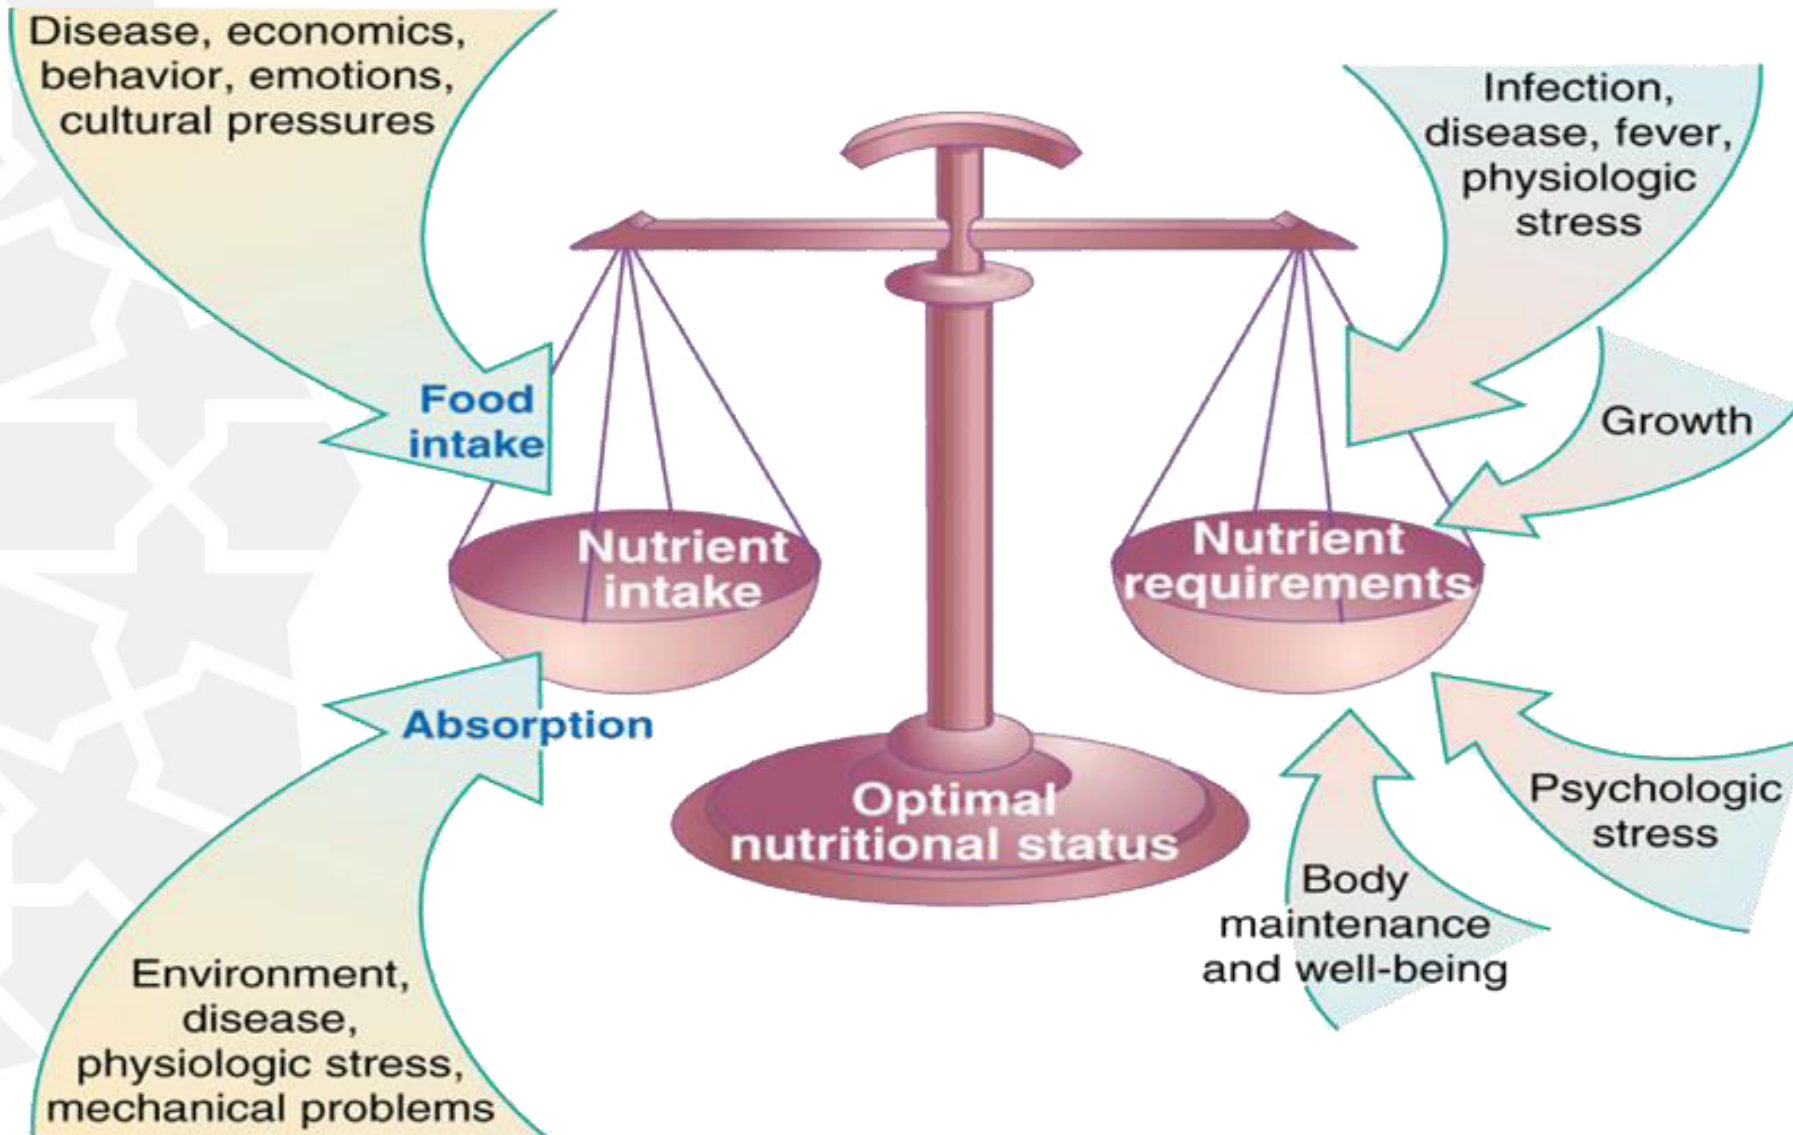 Disease, economics,
behavior, emotions,
cultural pressures
Food
intake
Nutrient
intake
Absorption
Environment,
disease,
physiologic stress,
mechanical problems
Optimal
nutritional status
Infection,
disease, fever,
physiologic
stress
Growth
Nutrient
requirements
Psychologic
stress
Body
maintenance
and well-being